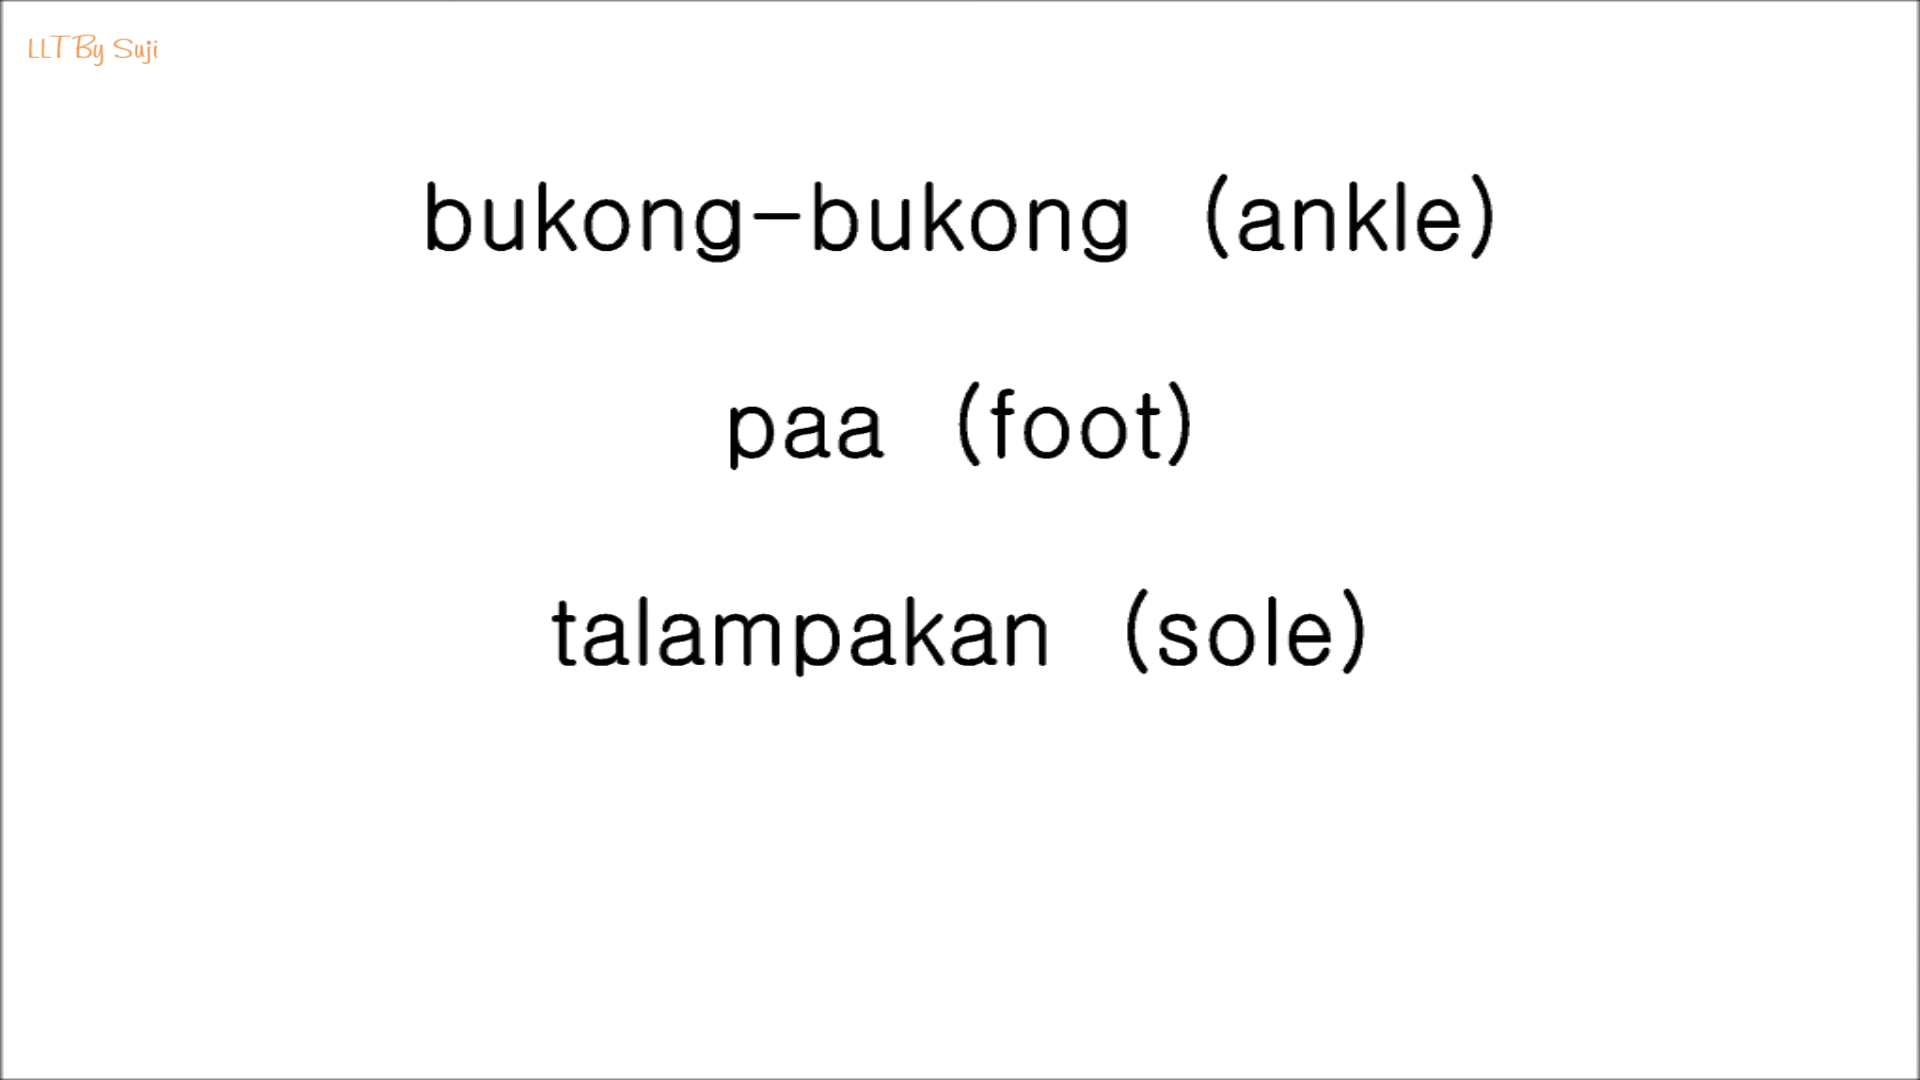 LLT By Suji
bukong-bukong (ankle)
paa (foot)
talampakan (sole)